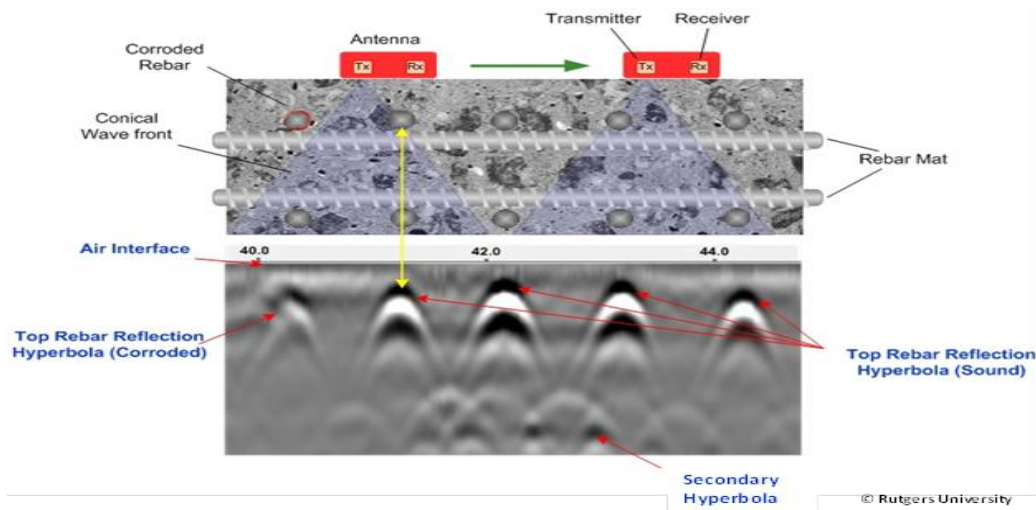 Transmitter
Receiver
Corroded
Rebar
Antenna
Tx
Rx
Tx
Rx
Conical
Wave front
Rebar Mat
Air Interface
40.0
42.0
44.0
Top Rebar Reflection
Hyperbola (Corroded)
Top Rebar Reflection
Hyperbola (Sound)
Secondary
Hyperbola
© Rutgers University